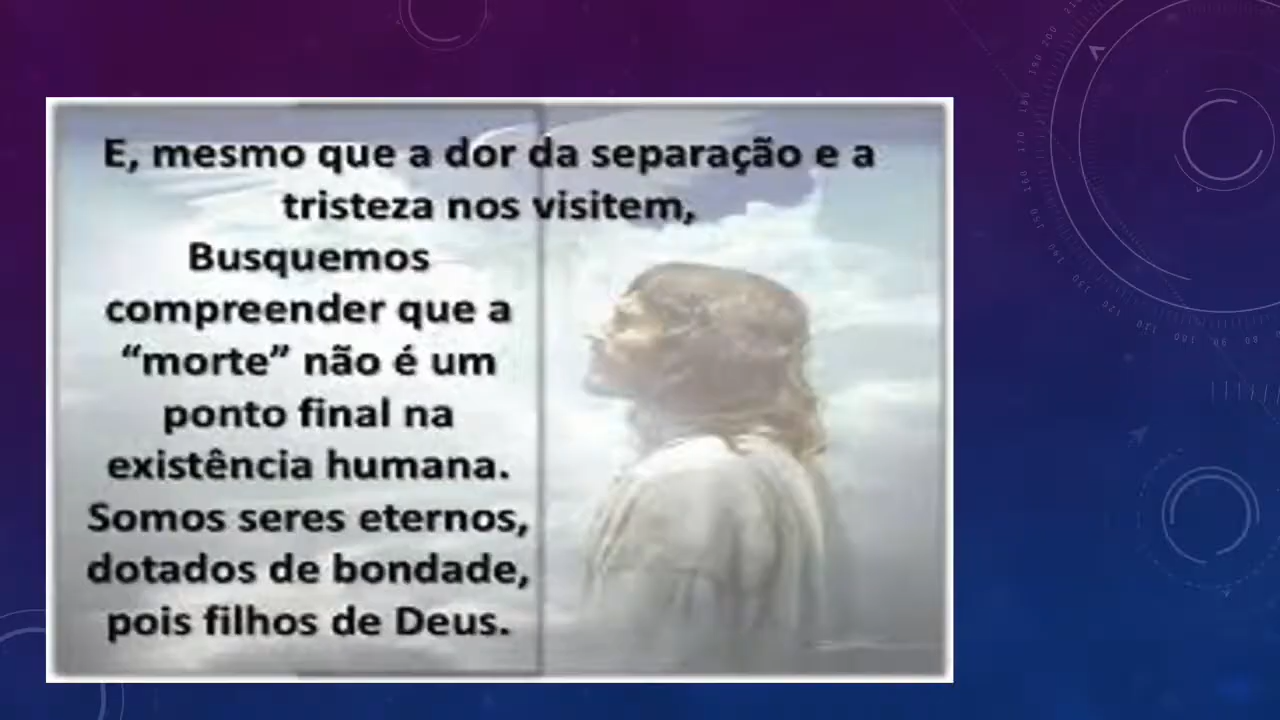 E, mesmo que a dor da separação e a
tristeza nos visitem,
Busquemos
compreender que a
“morte” não é um
ponto final na
existência humana.
Somos seres eternos,
dotados de bondade,
pois filhos de Deus.